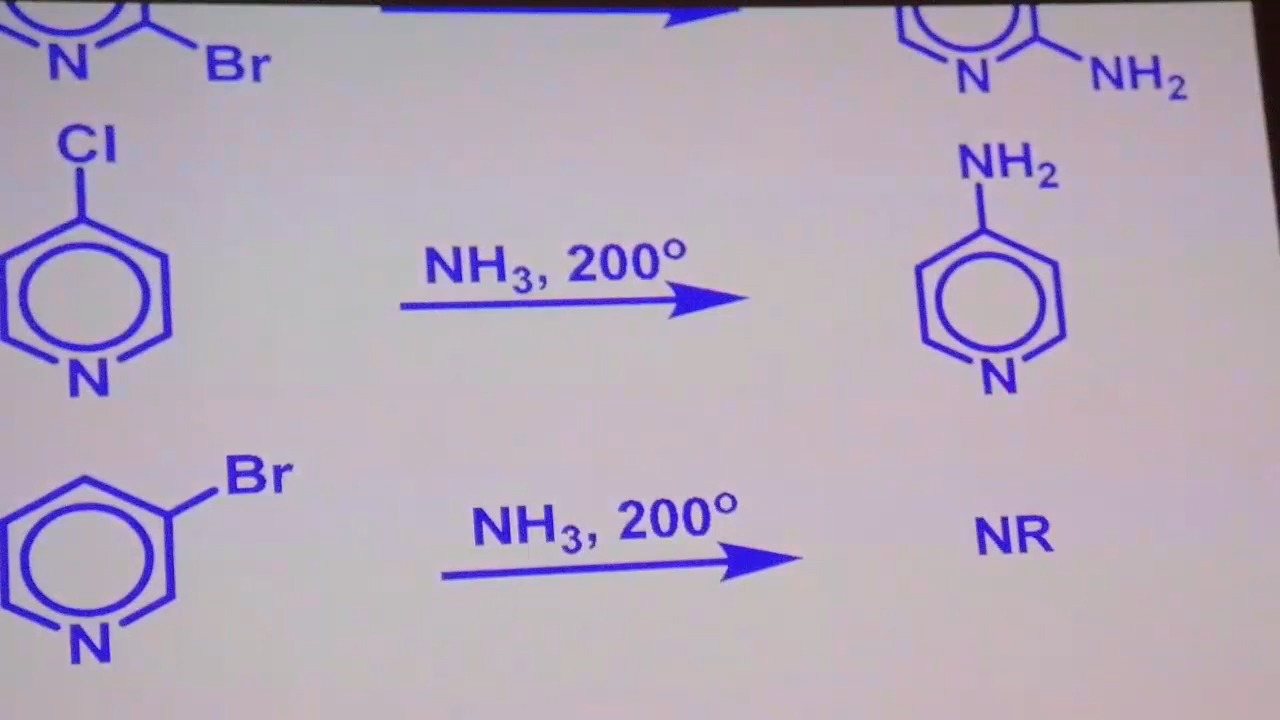 N Br
N NH₂
Cl
N
NH₃, 200°
NH₂
N
Br
N
NH₃, 200°
NR